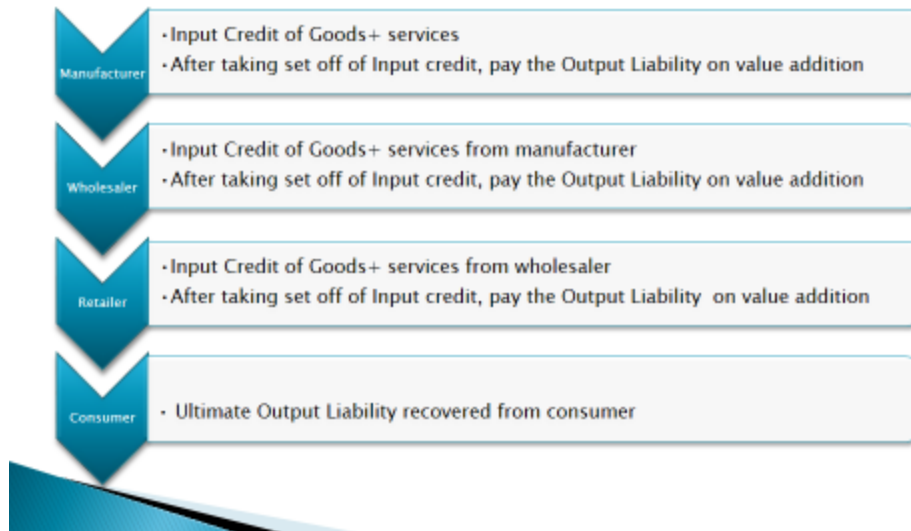 Manufacturer
·Input Credit of Goods+ services
·After taking set off of Input credit, pay the Output Liability on value addition
Wholesaler
·Input Credit of Goods+ services from manufacturer
·After taking set off of Input credit, pay the Output Liability on value addition
Retailer
·Input Credit of Goods+ services from wholesaler
·After taking set off of Input credit, pay the Output Liability on value addition
Consumer
· Ultimate Output Liability recovered from consumer